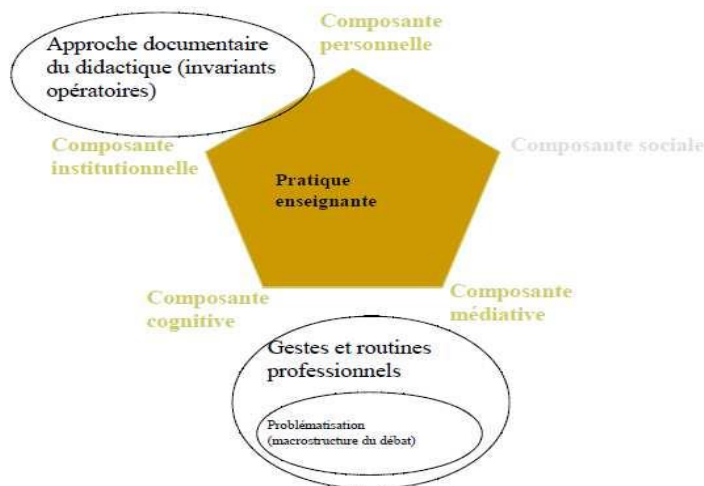 Composante
personnelle
Approche documentaire
du didactique (invariants
opératoires)
Composante
institutionnelle
Composante sociale
Pratique
enseignante
Composante
cognitive
Composante
médiative
Gestes et routines
professionnels
Problématisation
(macrostructure du débat)